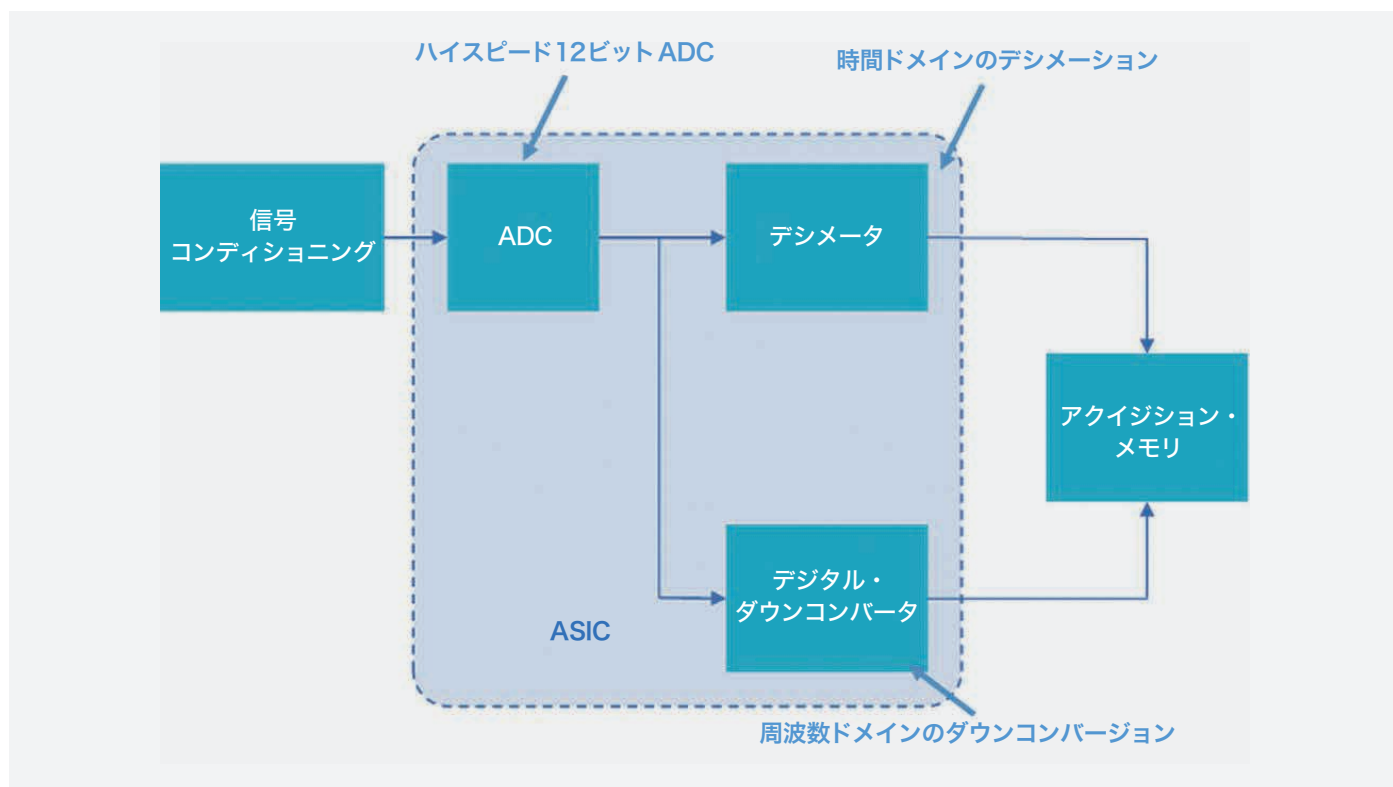 ハイスピード12ビット ADC
時間ドメインのデシメーション
信号
コンディショニング
ADC
デシメータ
アクイジション・
メモリ
デジタル・
ダウンコンバータ
ASIC
周波数ドメインのダウンコンバージョン